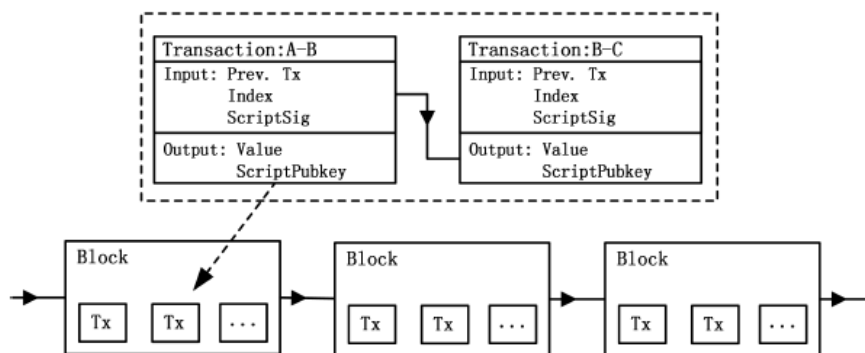 Transaction:A-B
Input: Prev. Tx
Index
ScriptSig
Output: Value
ScriptPubkey
Transaction:B-C
Input: Prev. Tx
Index
ScriptSig
Output: Value
ScriptPubkey
Block
Tx
Tx
...
Block
Tx
Tx
...
Block
Tx
Tx
...